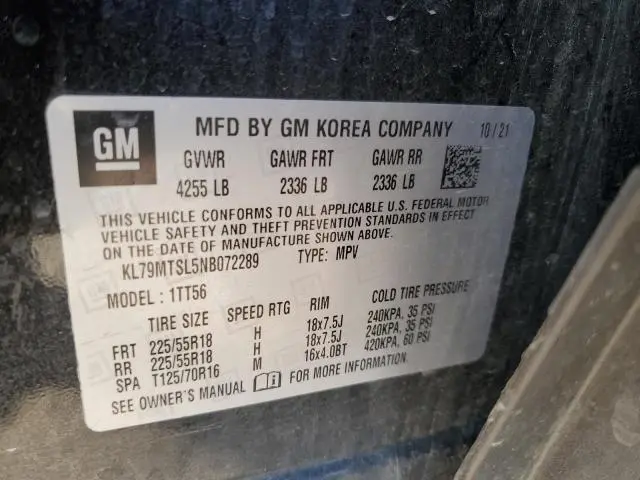 GM
MFD BY GM KOREA COMPANY 10/21
GVWR GAWR FRT GAWR RR
4255 LB 2336 LB 2336 LB
THIS VEHICLE CONFORMS TO ALL APPLICABLE U.S. FEDERAL MOTOR
VEHICLE SAFETY AND THEFT PREVENTION STANDARDS IN EFFECT
ON THE DATE OF MANUFACTURE SHOWN ABOVE.
KL79MTSL5NB072289 TYPE: MPV
MODEL: 1TT56
TIRE SIZE SPEED RTG RIM COLD TIRE PRESSURE
FRT 225/55R18 H 18x7.5J 240KPA, 35 PSI
RR 225/55R18 H 18x7.5J 240KPA, 35 PSI
SPA T125/70R16 M 16x4.0BT 420KPA, 60 PSI
SEE OWNER'S MANUAL FOR MORE INFORMATION.